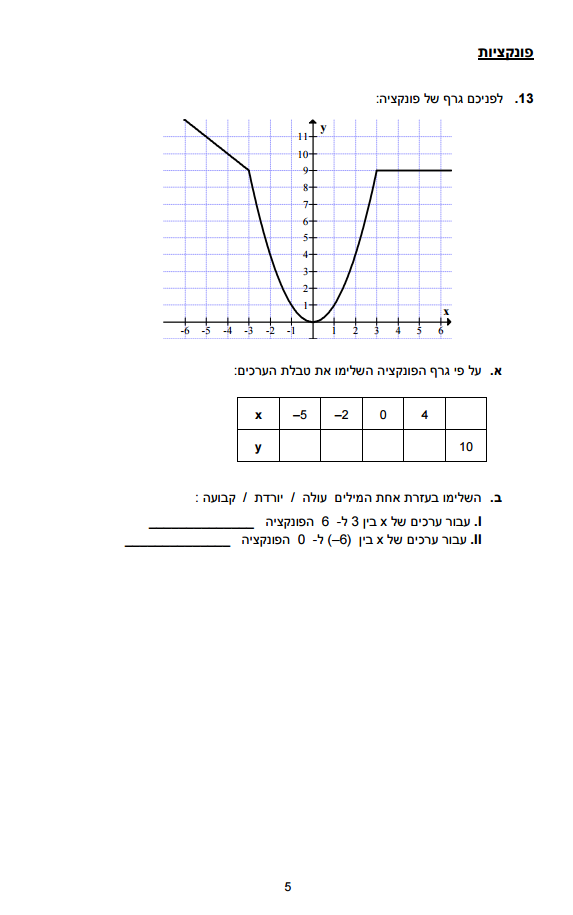 פונקציות
13. לפניכם גרף של פונקציה:
y
11
10
9
8
7
6
5
4
3
2
1
x
-6 -5 -4 -3 -2 -1 1 2 3 4 5 6
א. על פי גרף הפונקציה השלימו את טבלת הערכים:
x –5 –2 0 4
y 10
ב. השלימו בעזרת אחת המילים עולה / יורדת / קבועה :
I. עבור ערכים של x בין 3 ל- 6 הפונקציה _______________
II. עבור ערכים של x בין (6–) ל- 0 הפונקציה _______________
5